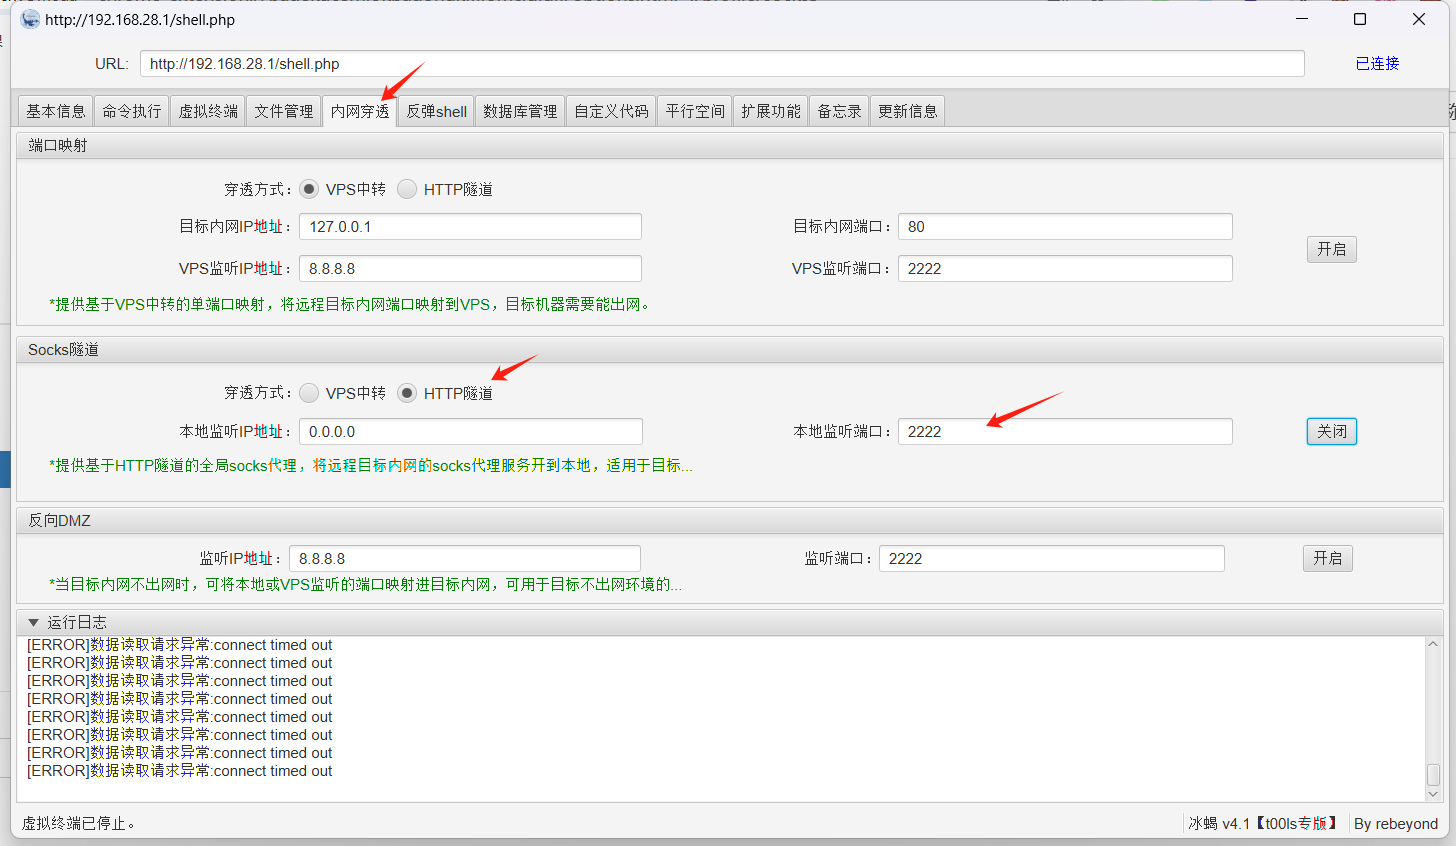 http://192.168.28.1/shell.php
URL: http://192.168.28.1/shell.php 已连接
基本信息 命令执行 虚拟终端 文件管理 内网穿透 反弹shell 数据库管理 自定义代码 平行空间 扩展功能 备忘录 更新信息
端口映射
穿透方式： VPS中转 HTTP隧道
目标内网IP地址： 127.0.0.1 目标内网端口： 80
开启
VPS监听IP地址： 8.8.8.8 VPS监听端口： 2222
*提供基于VPS中转的单端口映射，将远程目标内网端口映射到VPS，目标机器需要能出网。
Socks隧道
穿透方式： VPS中转 HTTP隧道
本地监听IP地址： 0.0.0.0 本地监听端口： 2222 关闭
*提供基于HTTP隧道的全局socks代理，将远程目标内网的socks代理服务开到本地，适用于目标...
反向DMZ
监听IP地址： 8.8.8.8 监听端口： 2222 开启
*当目标内网不出网时，可将本地或VPS监听的端口映射进目标内网，可用于目标不出网环境的...
运行日志
[ERROR]数据读取请求异常:connect timed out
[ERROR]数据读取请求异常:connect timed out
[ERROR]数据读取请求异常:connect timed out
[ERROR]数据读取请求异常:connect timed out
[ERROR]数据读取请求异常:connect timed out
[ERROR]数据读取请求异常:connect timed out
[ERROR]数据读取请求异常:connect timed out
[ERROR]数据读取请求异常:connect timed out
虚拟终端已停止。 冰蝎 v4.1【t00ls专版】 By rebeyond